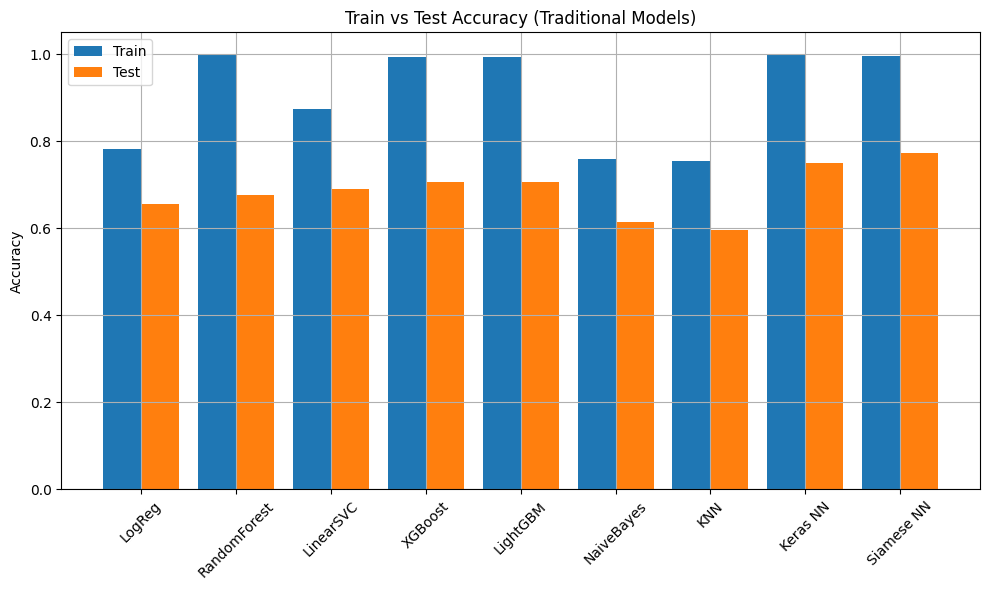 Train vs Test Accuracy (Traditional Models)
Train
Test
Accuracy
1.0
0.8
0.6
0.4
0.2
0.0
LogReg
RandomForest
LinearSVC
XGBoost
LightGBM
NaiveBayes
KNN
Keras NN
Siamese NN